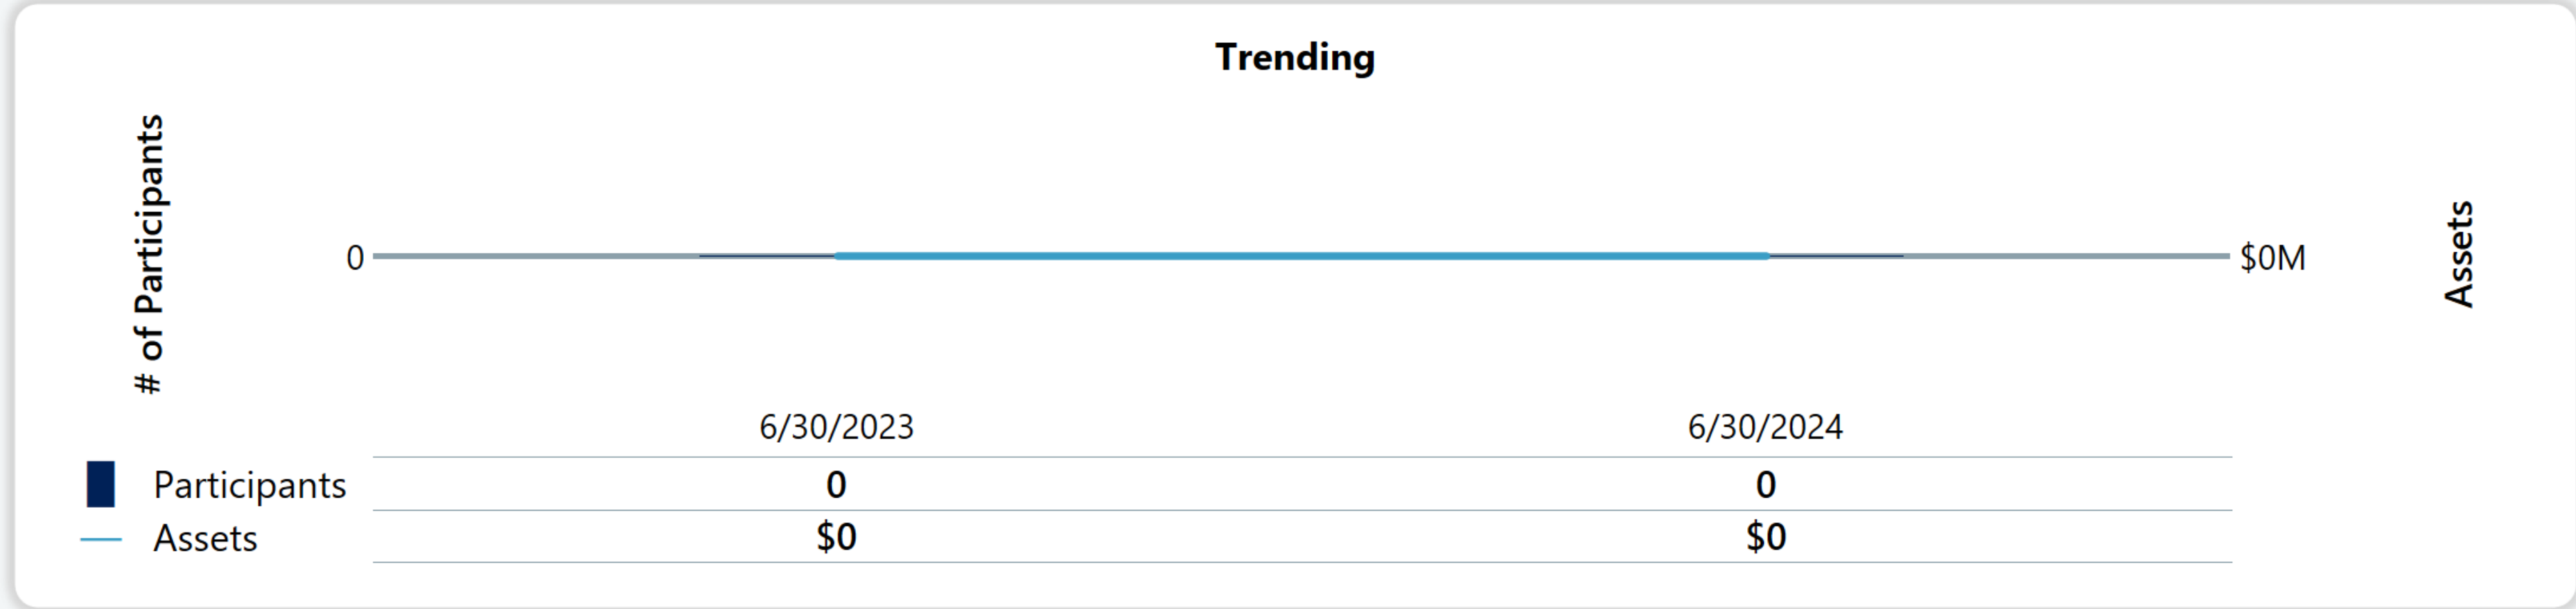 Trending
# of Participants
0
$0M
Assets
6/30/2023 6/30/2024
Participants 0 0
Assets $0 $0